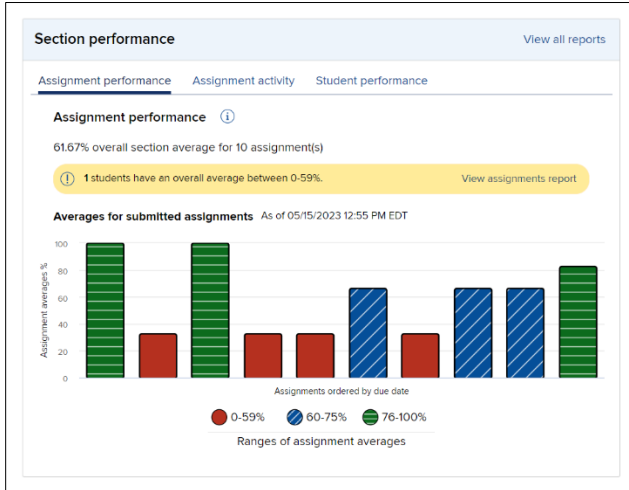 Section performance
View all reports
Assignment performance
Assignment activity
Student performance
Assignment performance
61.67% overall section average for 10 assignment(s)
1 students have an overall average between 0-59%.
View assignments report
Averages for submitted assignments As of 05/15/2023 12:55 PM EDT
Assignment averages %
100
80
60
40
20
0
Assignments ordered by due date
0-59%
60-75%
76-100%
Ranges of assignment averages